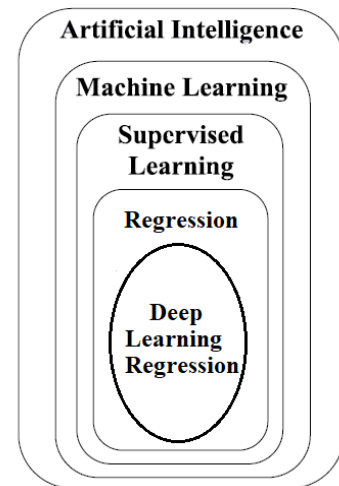 Artificial Intelligence
Machine Learning
Supervised
Learning
Regression
Deep
Learning
Regression